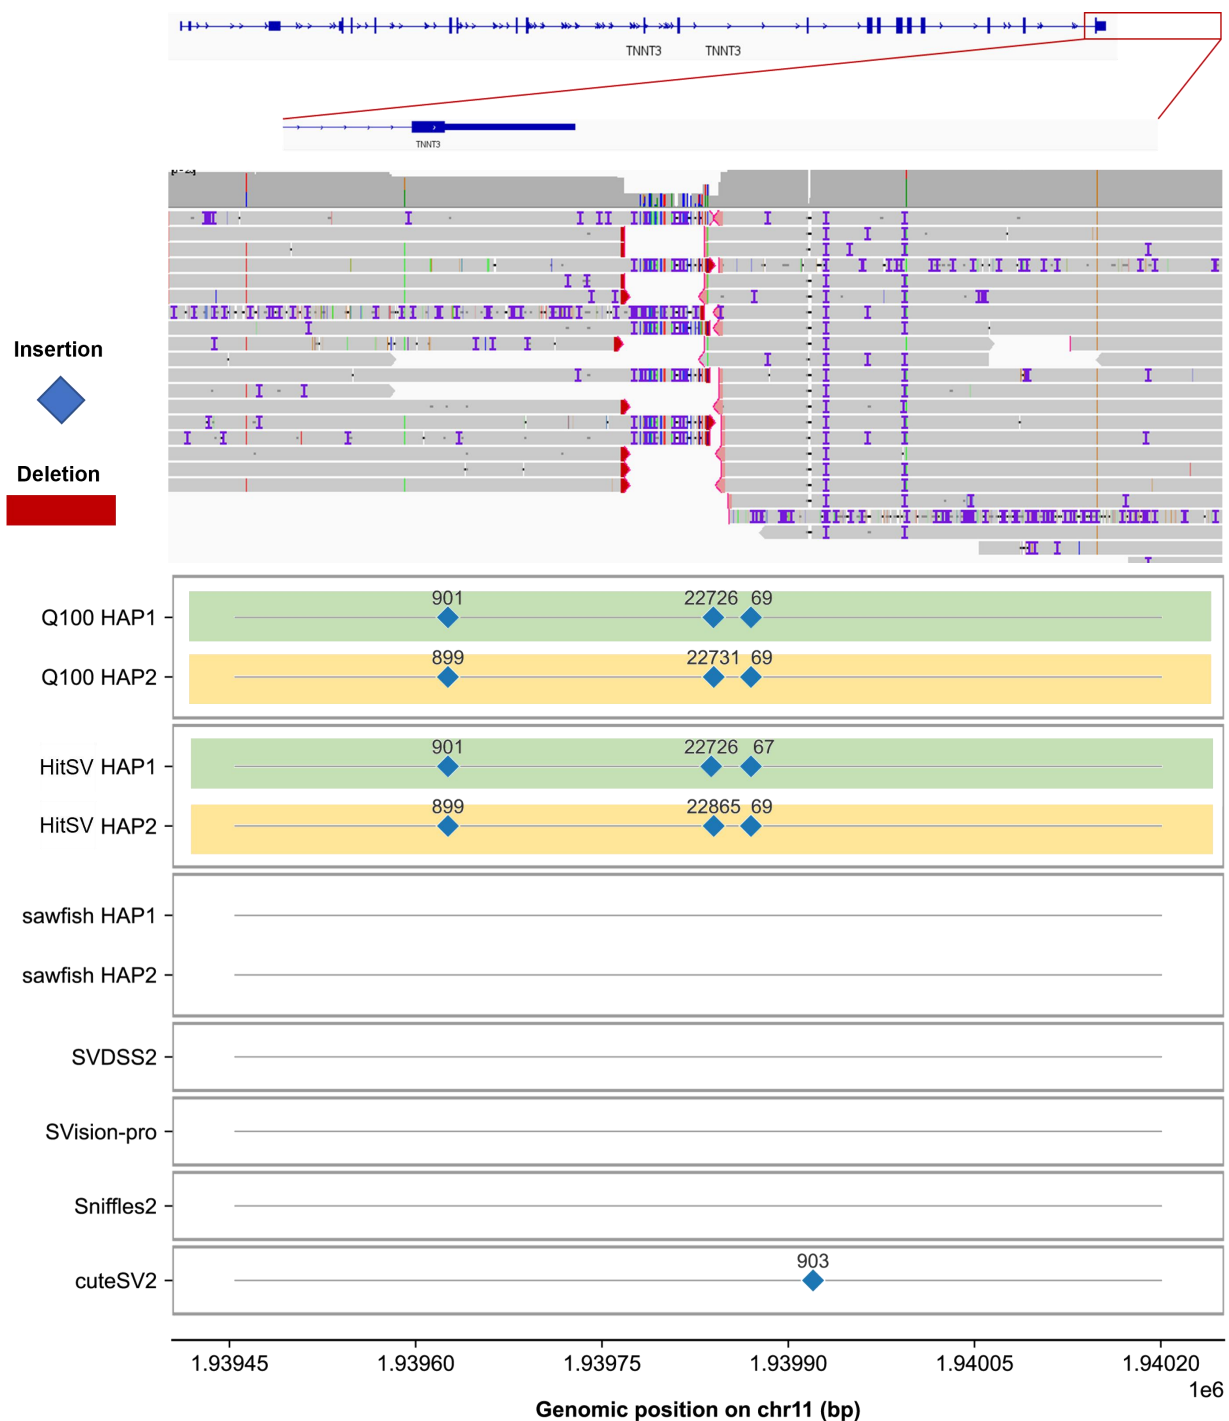 TNNT3 TNNT3
TNNT3
Insertion
Deletion
Q100 HAP1
901 22726 69
Q100 HAP2
899 22731 69
HitSV HAP1
901 22726 67
HitSV HAP2
899 22865 69
sawfish HAP1
sawfish HAP2
SVDSS2
SVision-pro
Sniffles2
cuteSV2
903
1.93945 1.93960 1.93975 1.93990 1.94005 1.94020
1e6
Genomic position on chr11 (bp)